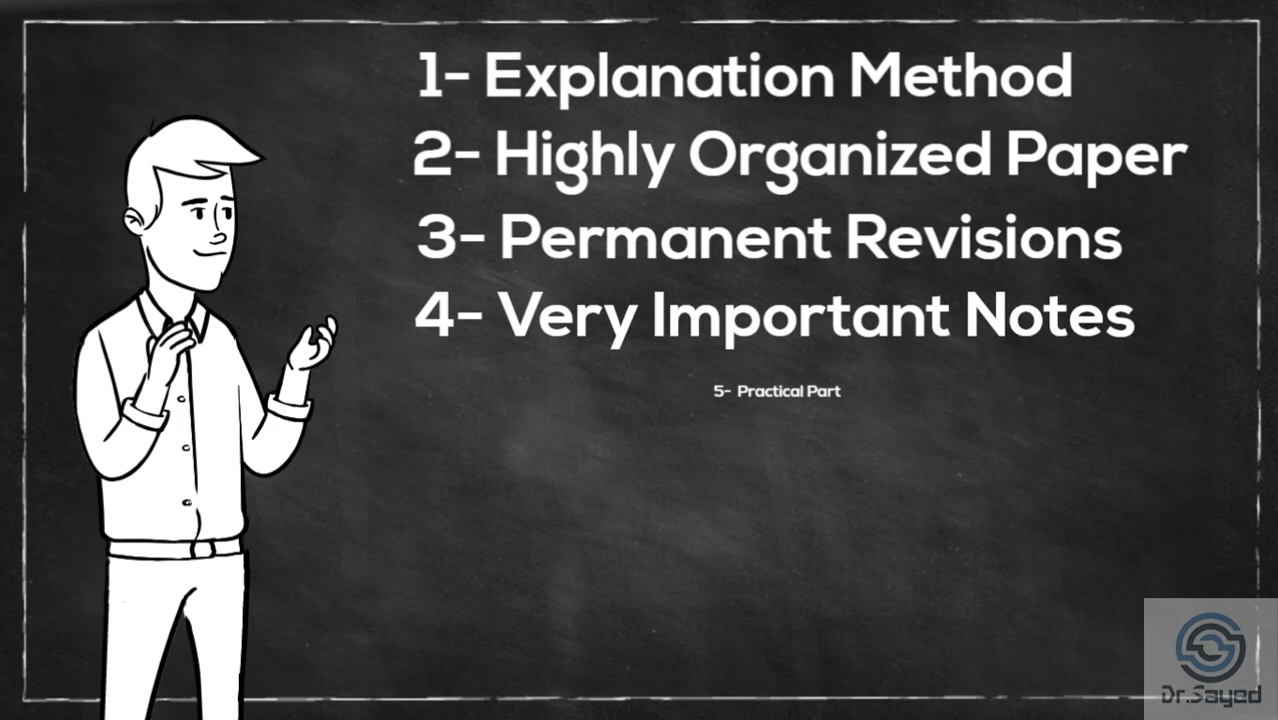 1- Explanation Method
2- Highly Organized Paper
3- Permanent Revisions
4- Very Important Notes
5- Practical Part
Dr.Sayed